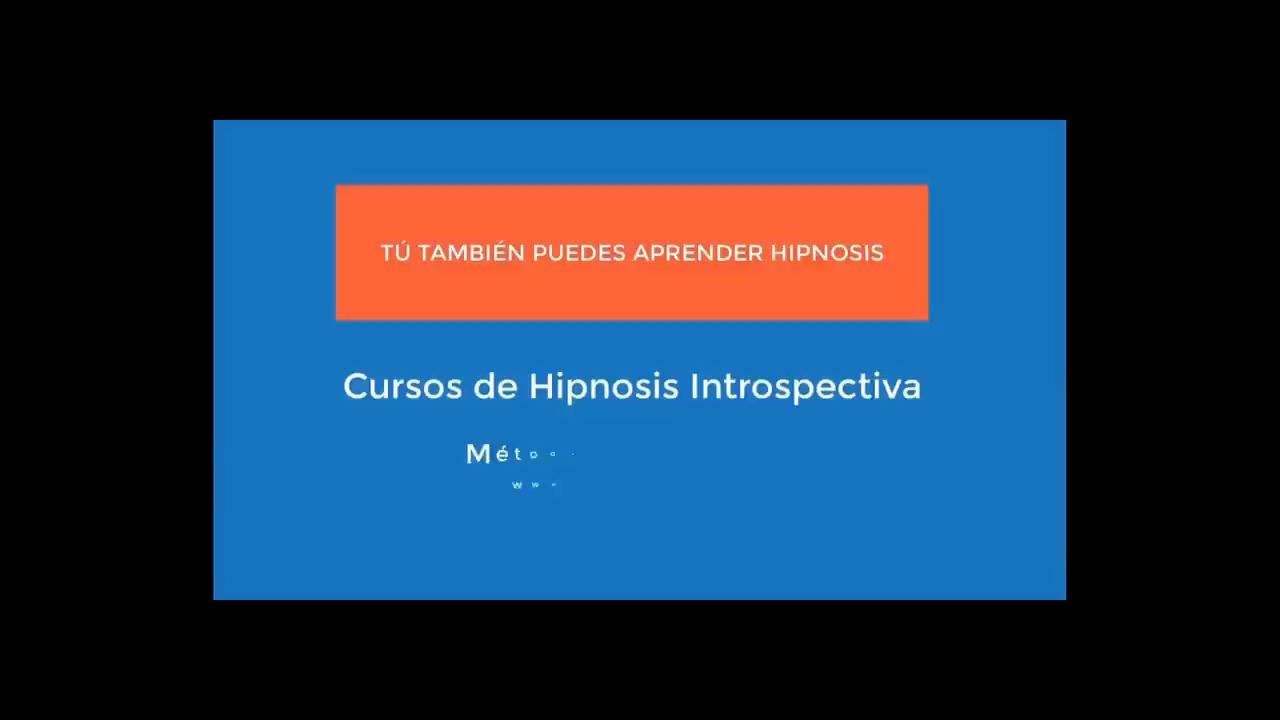 TÚ TAMBIÉN PUEDES APRENDER HIPNOSIS
Cursos de Hipnosis Introspectiva